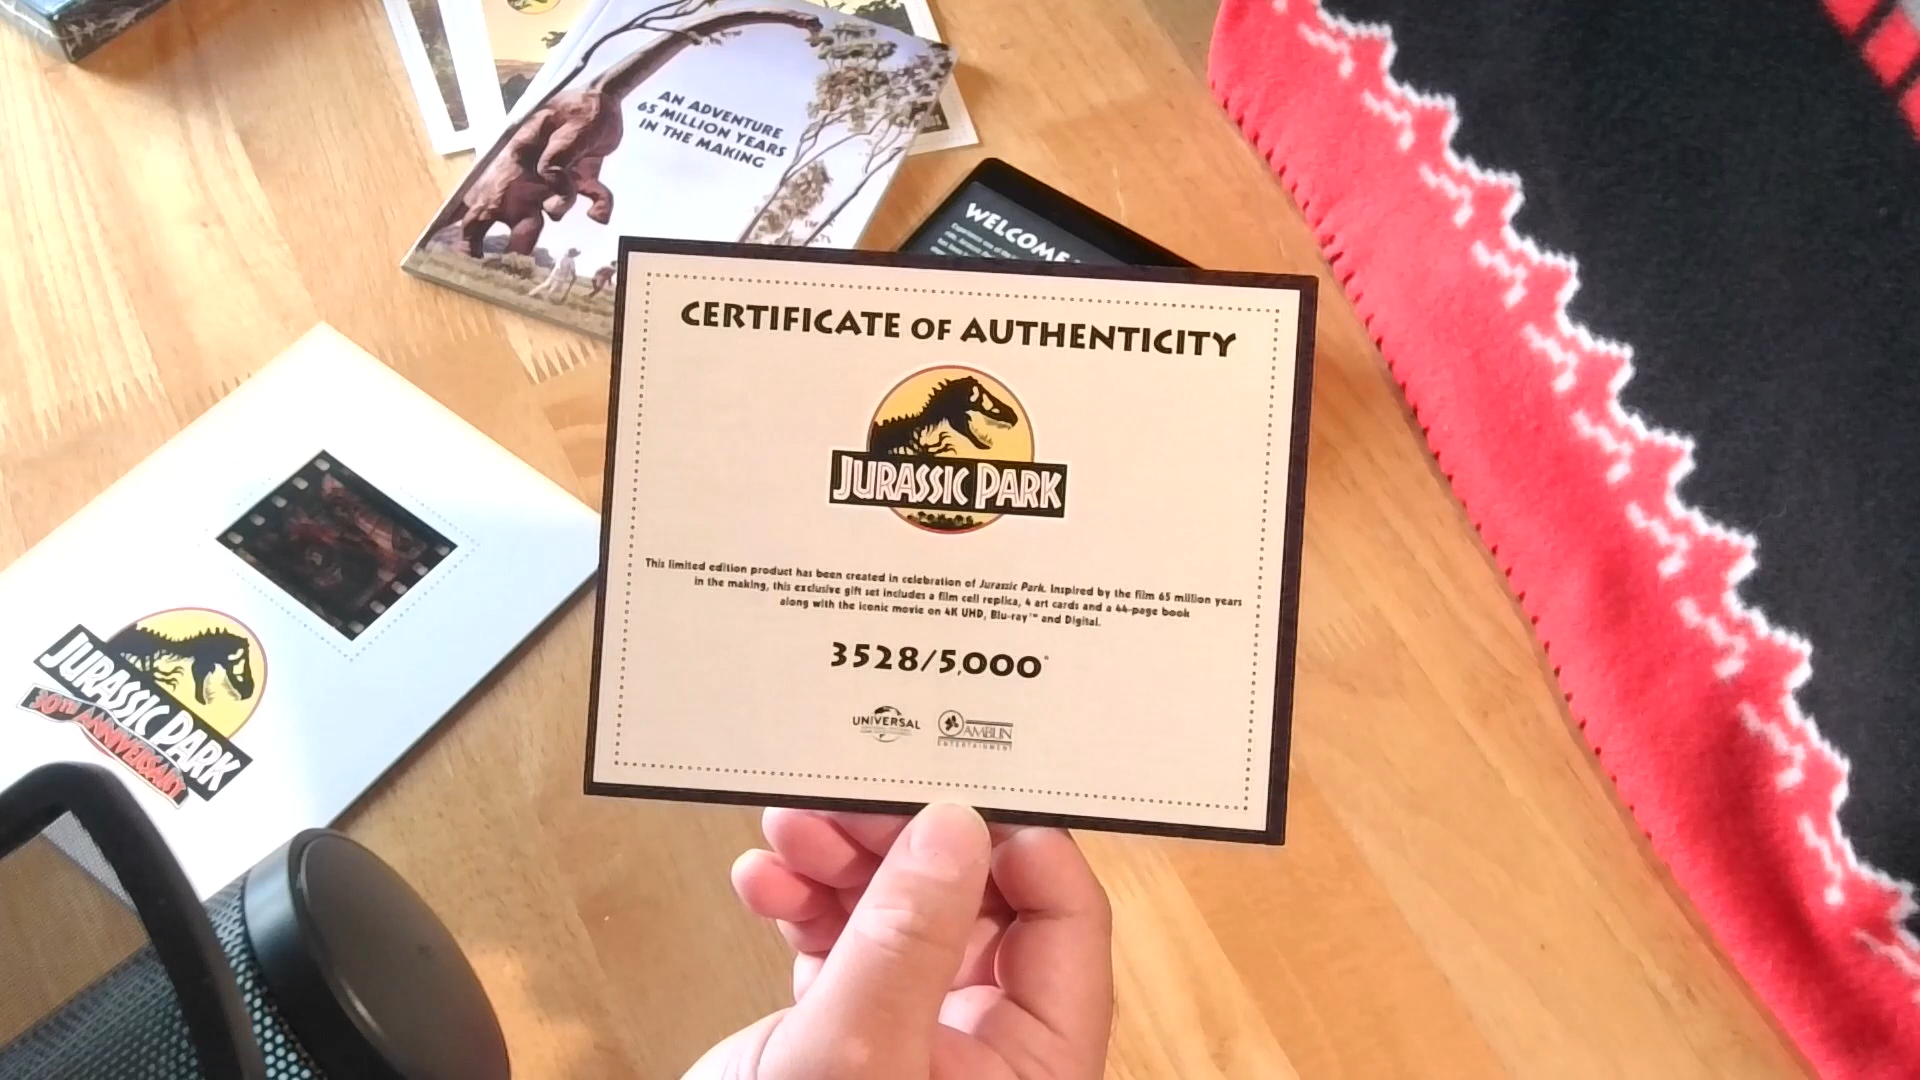 AN ADVENTURE
65 MILLION YEARS
IN THE MAKING
WELCOME
CERTIFICATE OF AUTHENTICITY
JURASSIC PARK
This limited edition product has been created in celebration of Jurassic Park. Inspired by the film 65 million years
in the making, this exclusive gift set includes a film cell replica, 4 art cards and a 44-page book
along with the iconic movie on 4K UHD, Blu-ray™ and Digital.
3528/5,000*
UNIVERSAL
AMBLIN
ENTERTAINMENT
JURASSIC PARK
30TH ANNIVERSARY